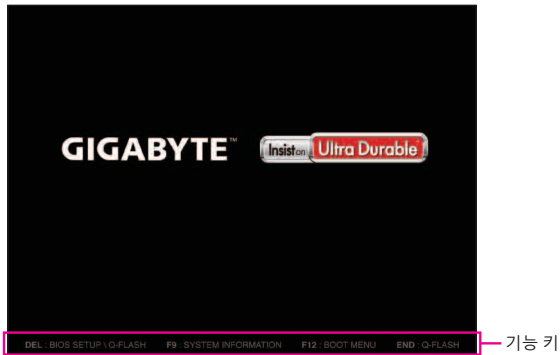 GIGABYTE™ Insist on Ultra Durable
DEL : BIOS SETUP \ Q-FLASH F9 : SYSTEM INFORMATION F12 : BOOT MENU END : Q-FLASH
기능 키